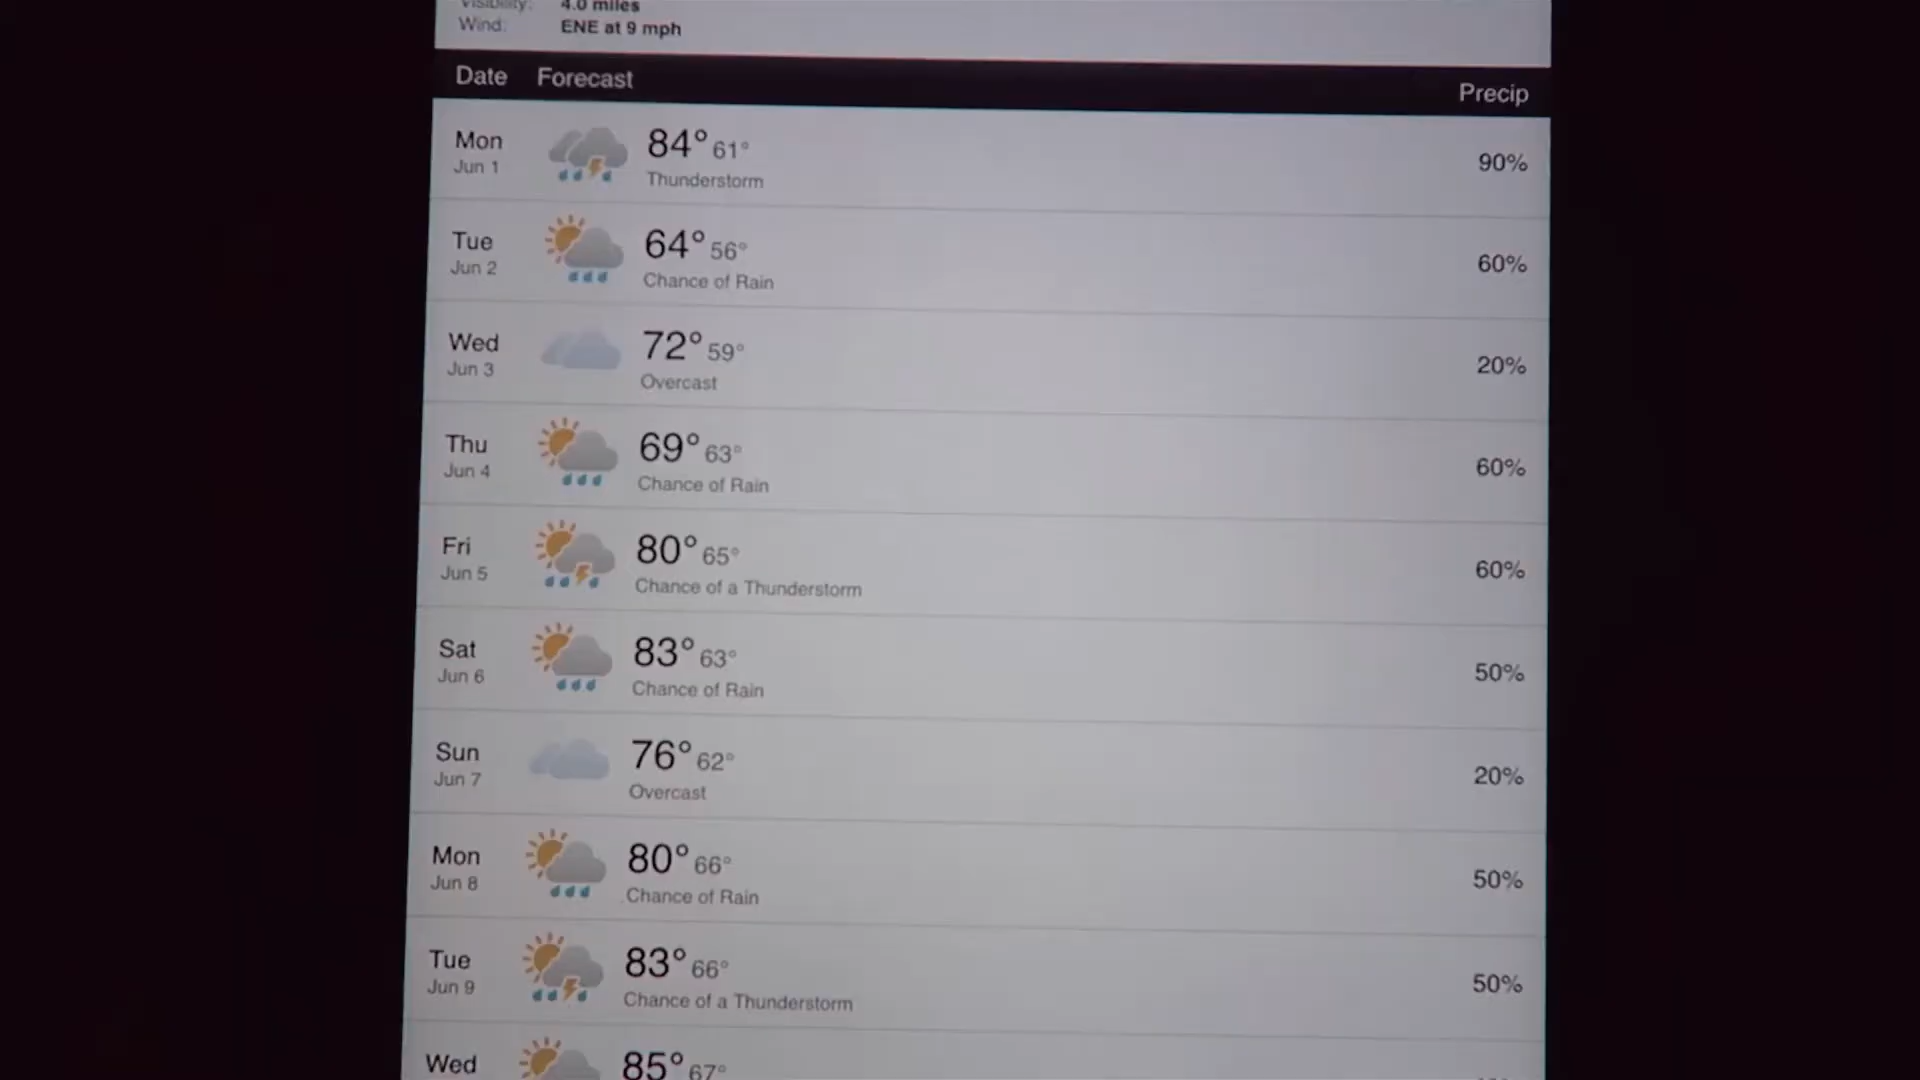 Visibility: 4.0 miles
Wind: ENE at 9 mph
Date Forecast Precip
Mon 84° 61° 90%
Jun 1 Thunderstorm
Tue 64° 56° 60%
Jun 2 Chance of Rain
Wed 72° 59° 20%
Jun 3 Overcast
Thu 69° 63° 60%
Jun 4 Chance of Rain
Fri 80° 65° 60%
Jun 5 Chance of a Thunderstorm
Sat 83° 63° 50%
Jun 6 Chance of Rain
Sun 76° 62° 20%
Jun 7 Overcast
Mon 80° 66° 50%
Jun 8 Chance of Rain
Tue 83° 66° 50%
Jun 9 Chance of a Thunderstorm
Wed 85° 67°